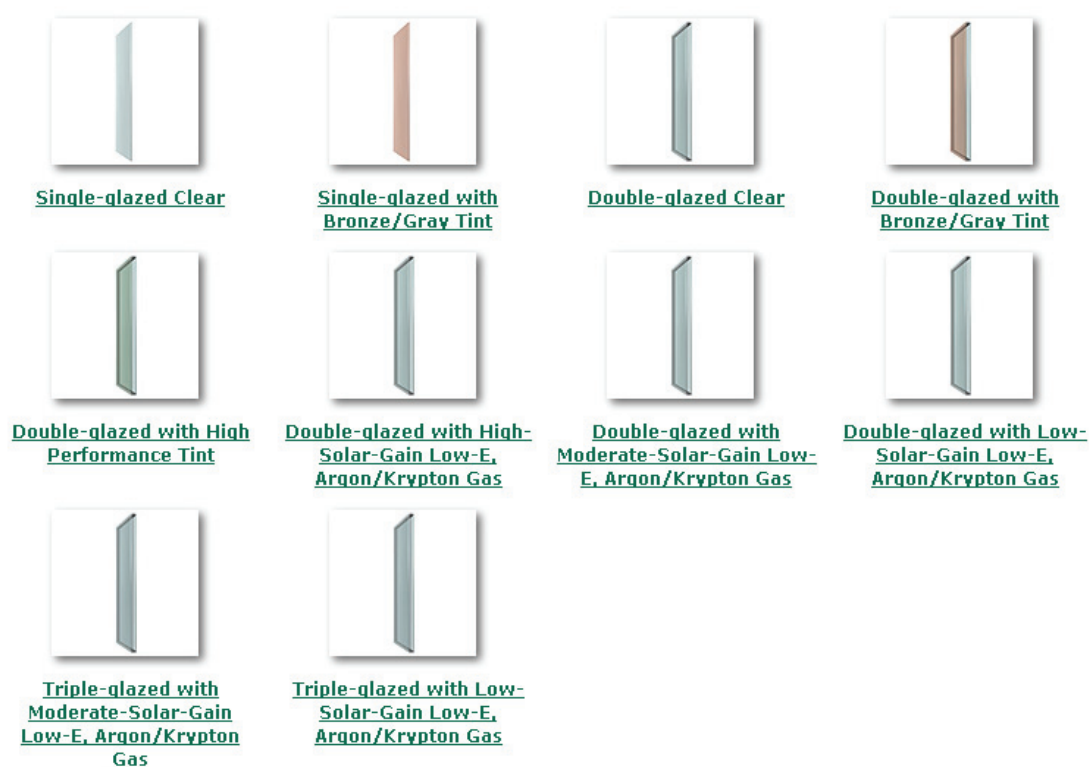 Single-glazed Clear
Single-glazed with
Bronze/Gray Tint
Double-glazed Clear
Double-glazed with
Bronze/Gray Tint
Double-glazed with High
Performance Tint
Double-glazed with High-
Solar-Gain Low-E,
Argon/Krypton Gas
Double-glazed with
Moderate-Solar-Gain Low-
E, Argon/Krypton Gas
Double-glazed with Low-
Solar-Gain Low-E,
Argon/Krypton Gas
Triple-glazed with
Moderate-Solar-Gain
Low-E, Argon/Krypton
Gas
Triple-glazed with Low-
Solar-Gain Low-E,
Argon/Krypton Gas